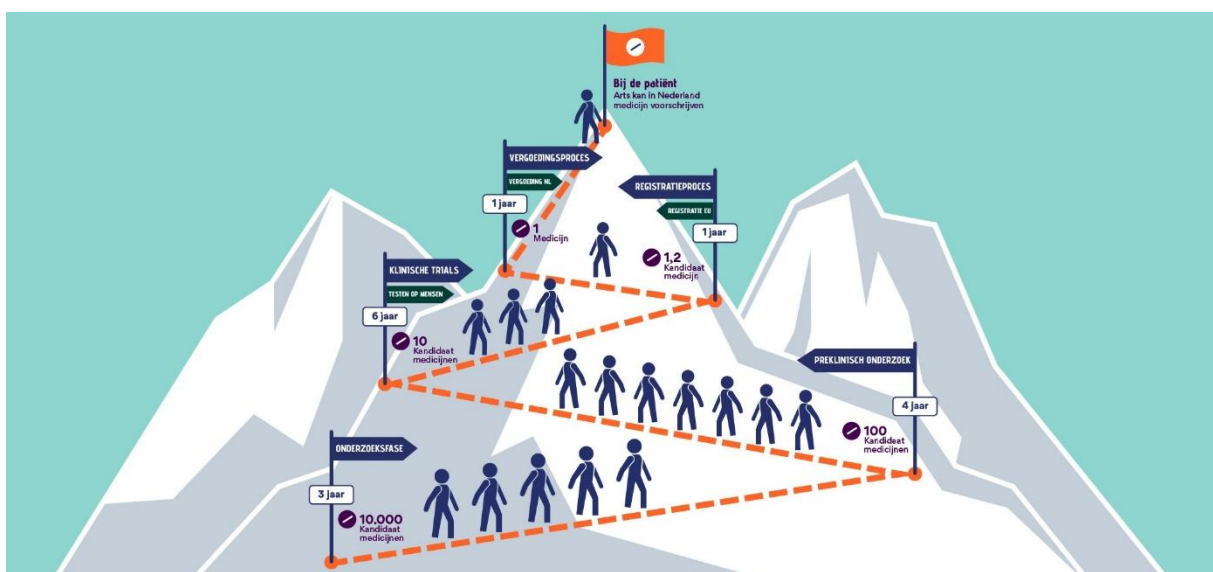 Bij de patiënt
Arts kan in Nederland
medicijn voorschrijven
VERGOEDINGSPROCES
VERGOEDING NL
1 jaar
1
Medicijn
REGISTRATIEPROCES
REGISTRATIE EU
1 jaar
1,2
Kandidaat
medicijn
KLINISCHE TRIALS
TESTEN OP MENSEN
6 jaar
10
Kandidaat
medicijnen
PREKLINISCH ONDERZOEK
4 jaar
100
Kandidaat
medicijnen
ONDERZOEKSFASE
3 jaar
10.000
Kandidaat
medicijnen